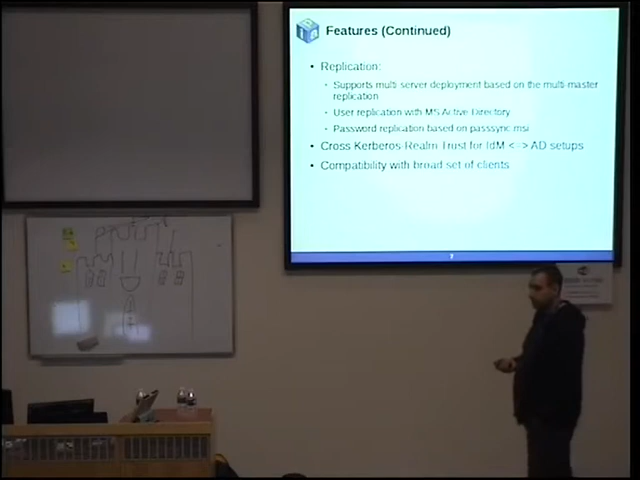 Features (Continued)
• Replication:
• Supports multi server deployment based on the multi-master
replication
• User replication with MS Active Directory
• Password replication based on passsync msi
• Cross Kerberos Realm Trust for IdM <-> AD setups
• Compatibility with broad set of clients
7